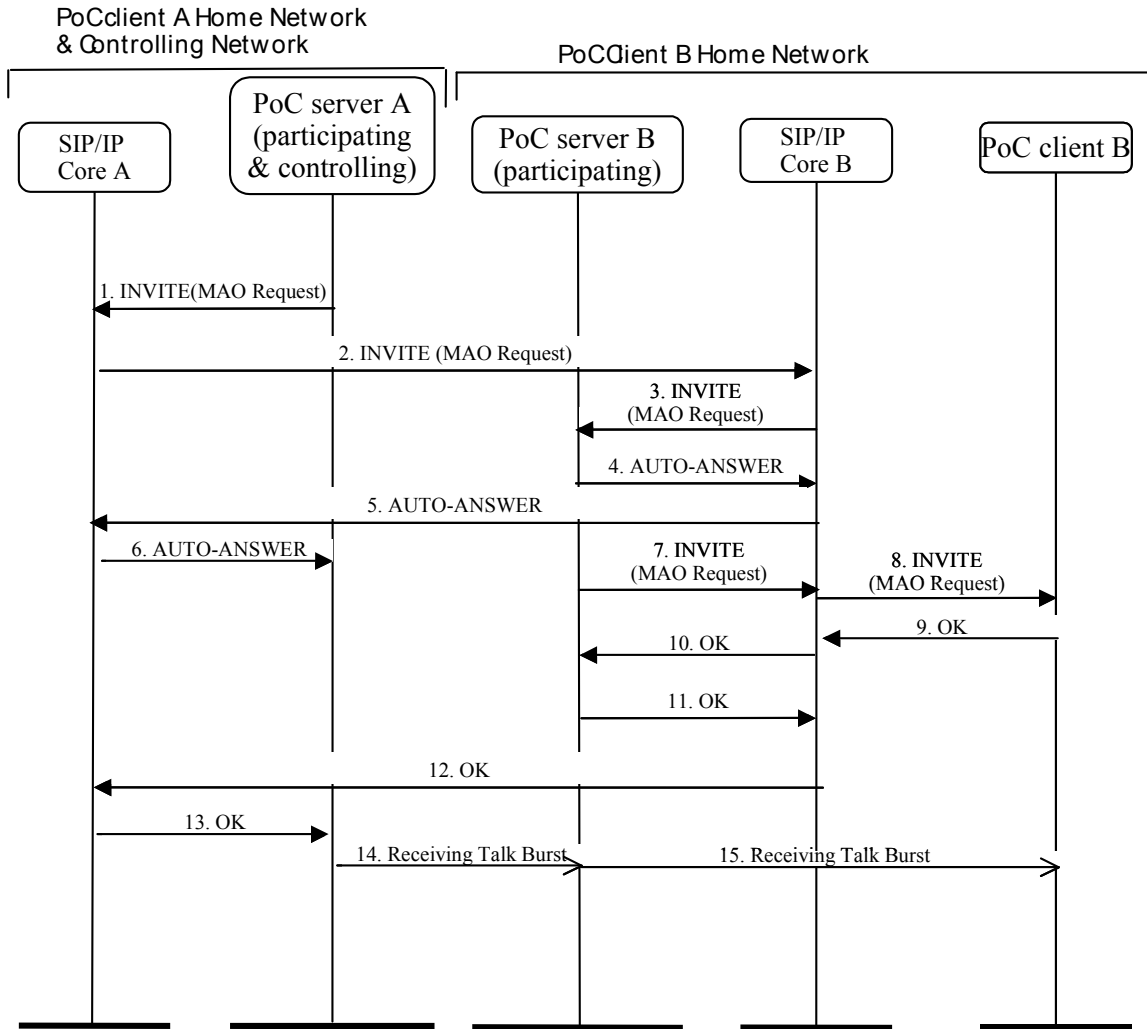 PoCclient A Home Network
& Controlling Network
PoCClient B Home Network
SIP/IP
Core A
PoC server A
(participating
& controlling)
PoC server B
(participating)
SIP/IP
Core B
PoC client B
1. INVITE(MAO Request)
2. INVITE (MAO Request)
3. INVITE
(MAO Request)
4. AUTO-ANSWER
5. AUTO-ANSWER
6. AUTO-ANSWER
7. INVITE
(MAO Request)
8. INVITE
(MAO Request)
9. OK
10. OK
11. OK
12. OK
13. OK
14. Receiving Talk Burst
15. Receiving Talk Burst